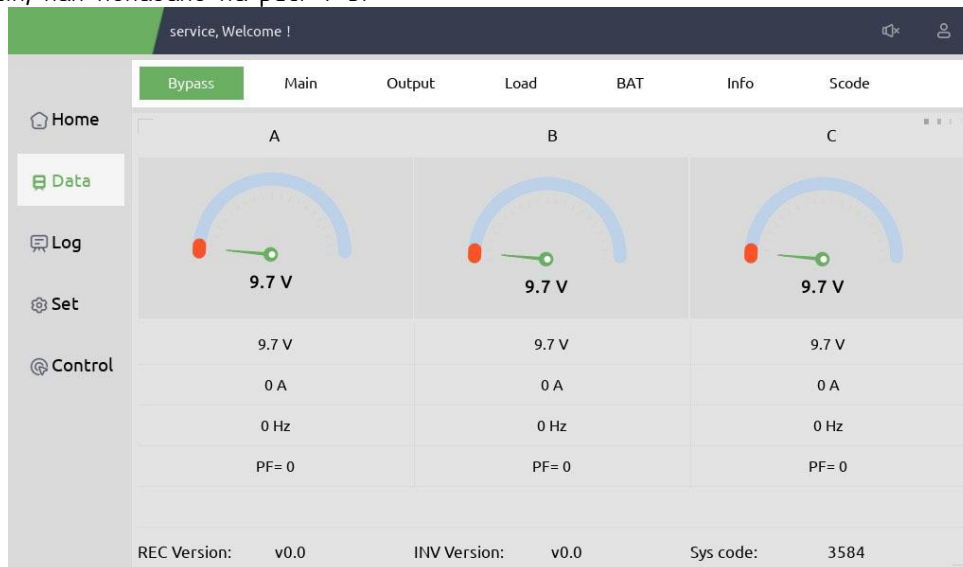 service, Welcome !
Bypass Main Output Load BAT Info Scode
Home
A B C
Data
9.7 V 9.7 V 9.7 V
Log
Set
9.7 V 9.7 V 9.7 V
Control
0 A 0 A 0 A
0 Hz 0 Hz 0 Hz
PF= 0 PF= 0 PF= 0
REC Version: v0.0 INV Version: v0.0 Sys code: 3584